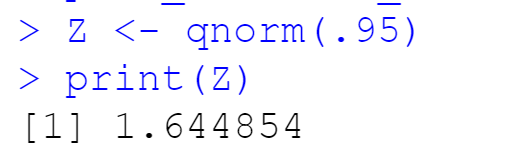 > Z <- qnorm(.95)
> print(Z)
[1] 1.644854